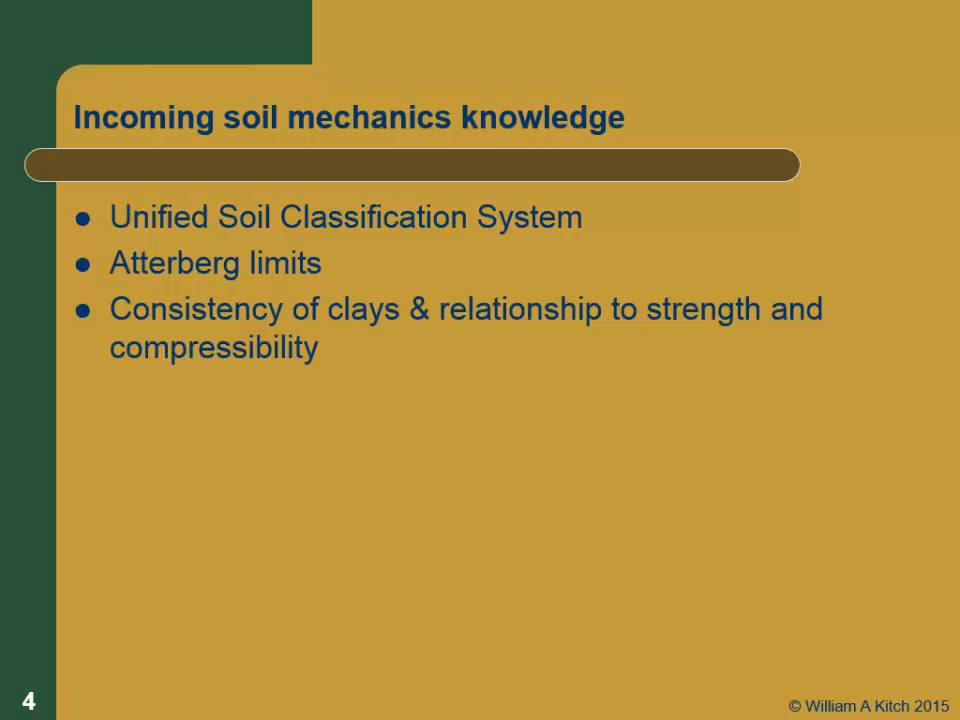 Incoming soil mechanics knowledge
● Unified Soil Classification System
● Atterberg limits
● Consistency of clays & relationship to strength and
compressibility
4
© William A Kitch 2015